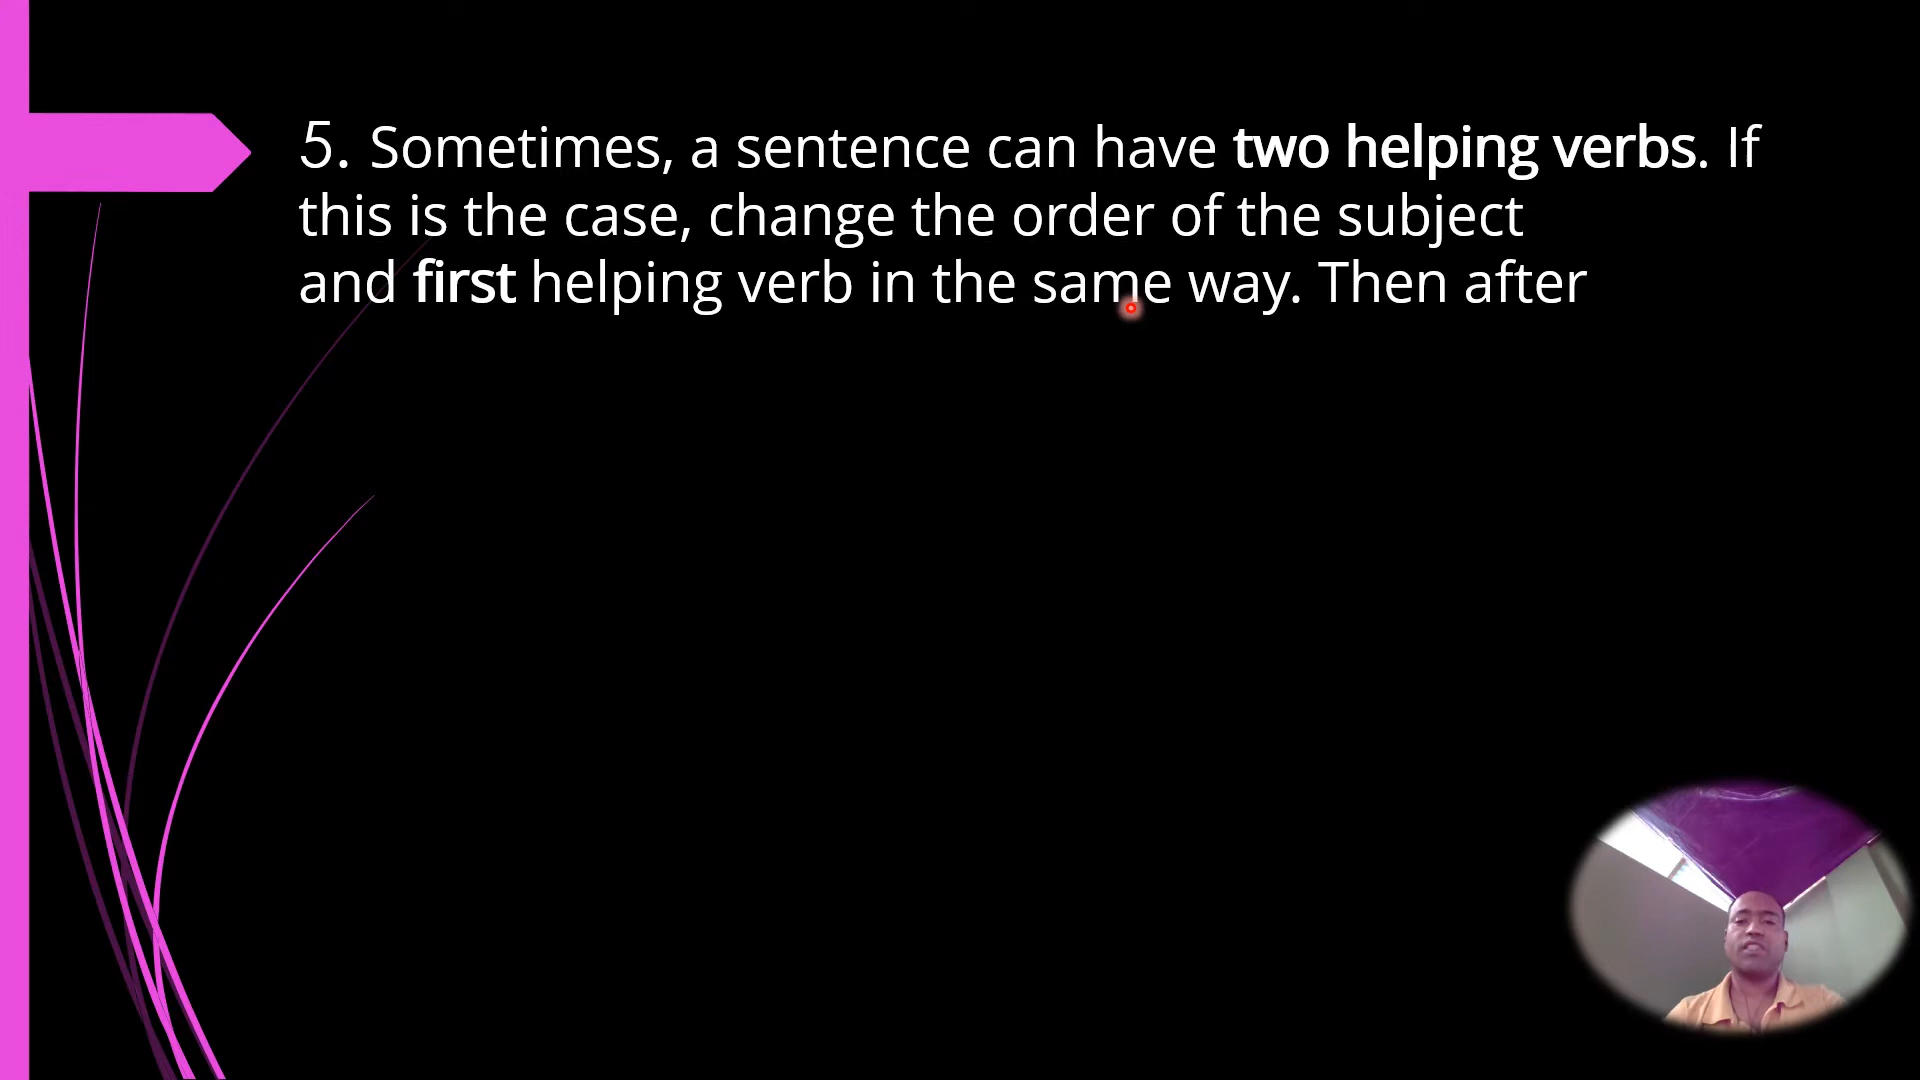 5. Sometimes, a sentence can have two helping verbs. If
this is the case, change the order of the subject
and first helping verb in the same way. Then after